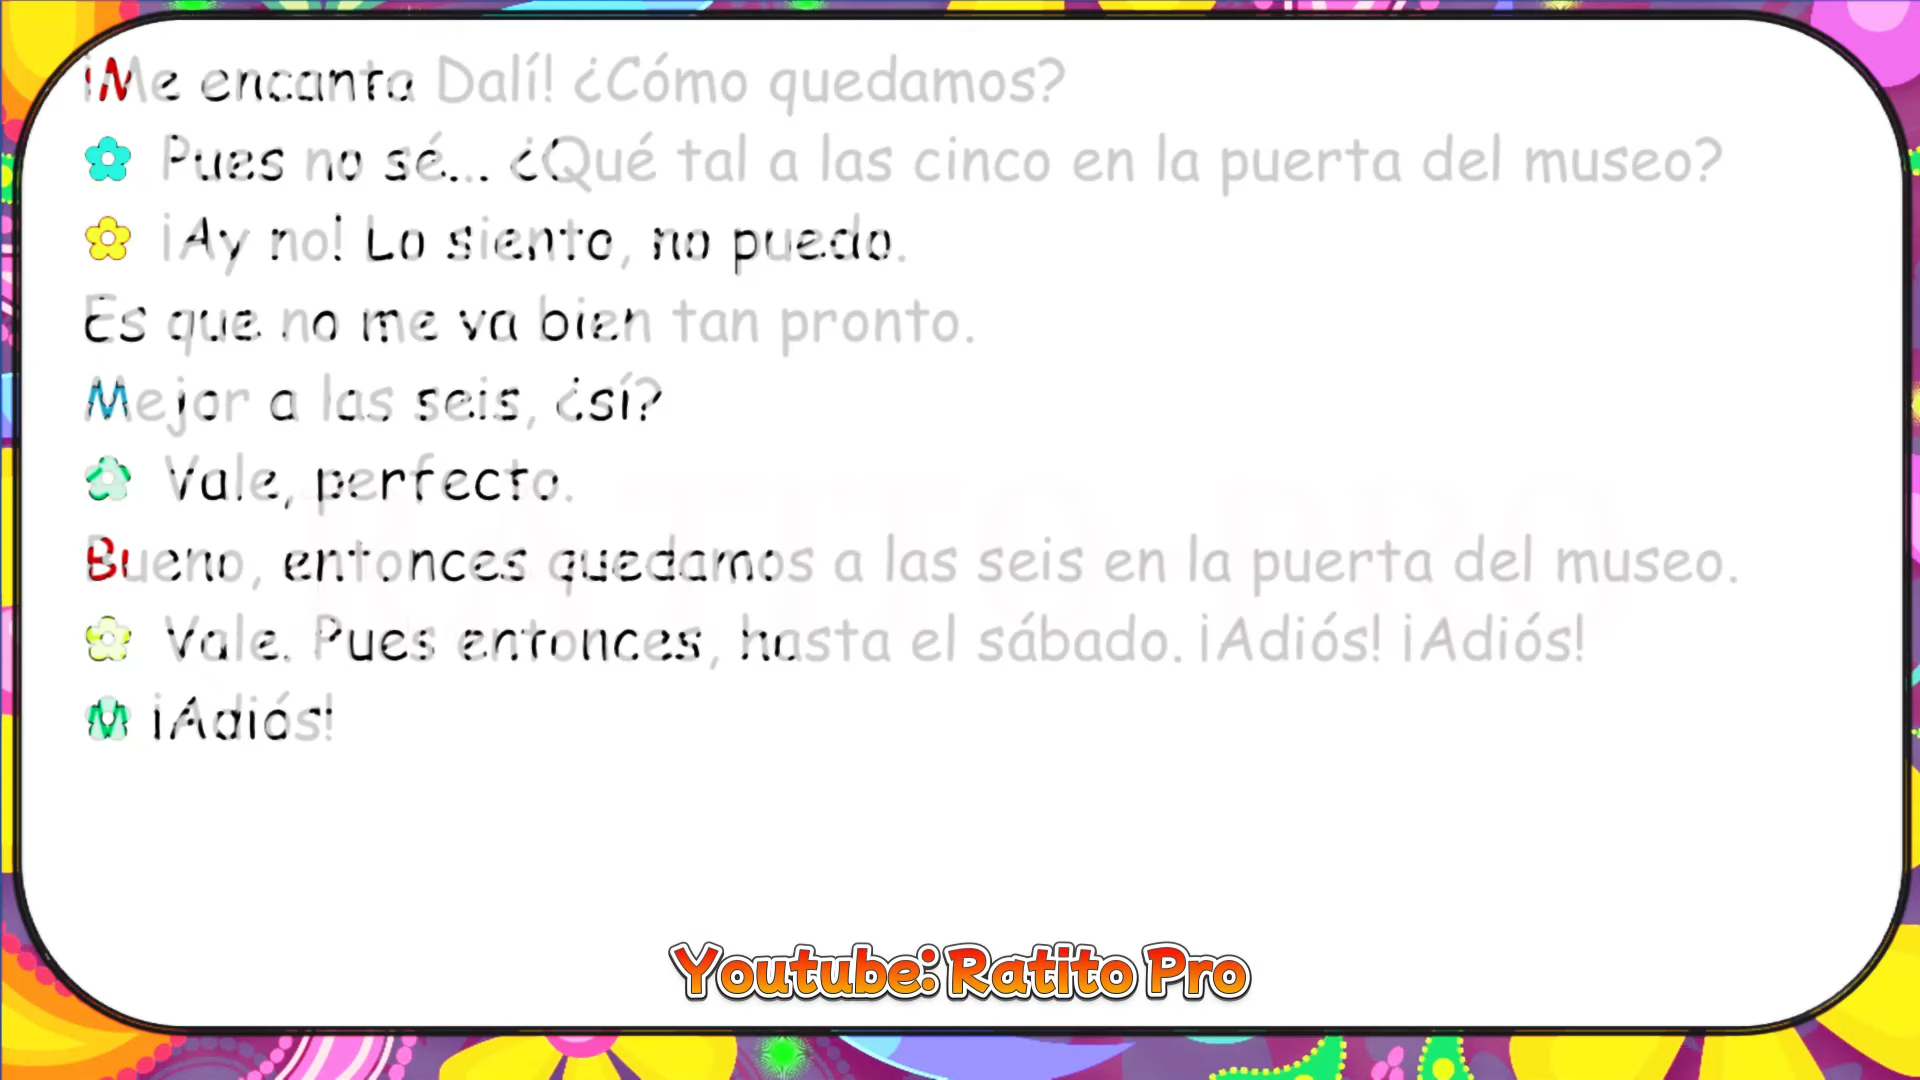 ¡Me encanta Dalí! ¿Cómo quedamos?
Pues no sé... ¿Qué tal a las cinco en la puerta del museo?
¡Ay no! Lo siento, no puedo.
Es que no me va bien tan pronto.
Mejor a las seis, ¿sí?
Vale, perfecto.
Bueno, entonces quedamos a las seis en la puerta del museo.
Vale. Pues entonces, hasta el sábado. ¡Adiós! ¡Adiós!
¡Adiós!
RATITO PRO
Youtube: Ratito Pro